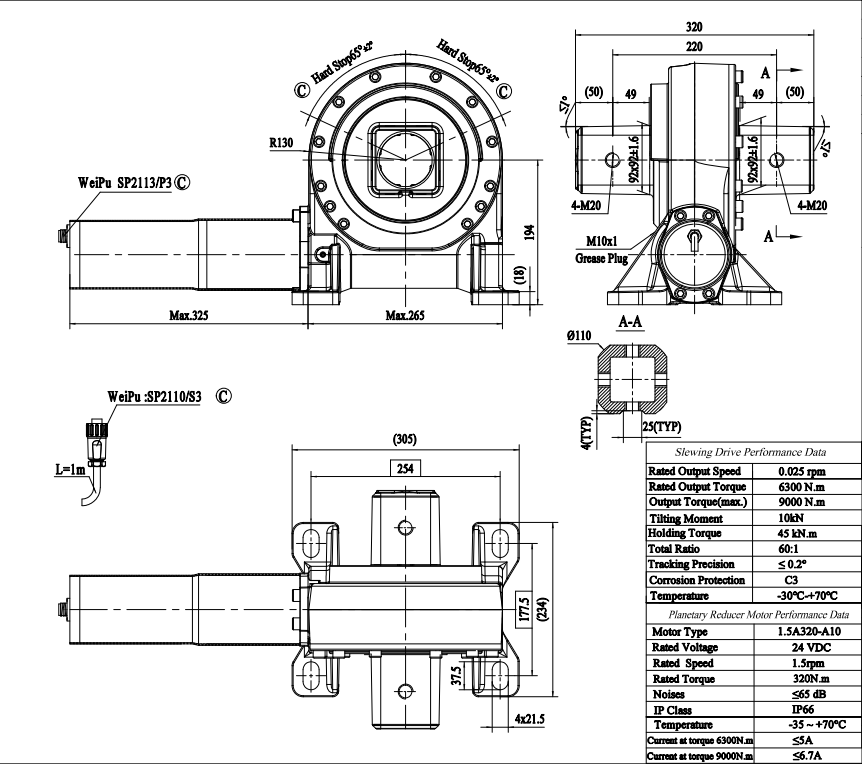 Hard Stop65°±2°
Hard Stop65°±2°
C
C
R130
WeiPu SP2113/P3 C
194
(18)
Max.325
Max.265
320
220
A
(50)
49
49
(50)
≤1°
≤1°
92x92±1.6
92x92±1.6
4-M20
4-M20
M10x1
Grease Plug
A
A-A
Ø110
4(TYP)
25(TYP)
WeiPu :SP2110/S3 C
L=1m
(305)
254
177.5
(234)
37.5
4x21.5
Slewing Drive Performance Data
Rated Output Speed 0.025 rpm
Rated Output Torque 6300 N.m
Output Torque(max.) 9000 N.m
Tilting Moment 10kN
Holding Torque 45 kN.m
Total Ratio 60:1
Tracking Precision ≤ 0.2°
Corrosion Protection C3
Temperature -30°C-+70°C
Planetary Reducer Motor Performance Data
Motor Type 1.5A320-A10
Rated Voltage 24 VDC
Rated Speed 1.5rpm
Rated Torque 320N.m
Noises ≤65 dB
IP Class IP66
Temperature -35 ~ +70°C
Current at torque 6300N.m ≤5A
Current at torque 9000N.m ≤6.7A